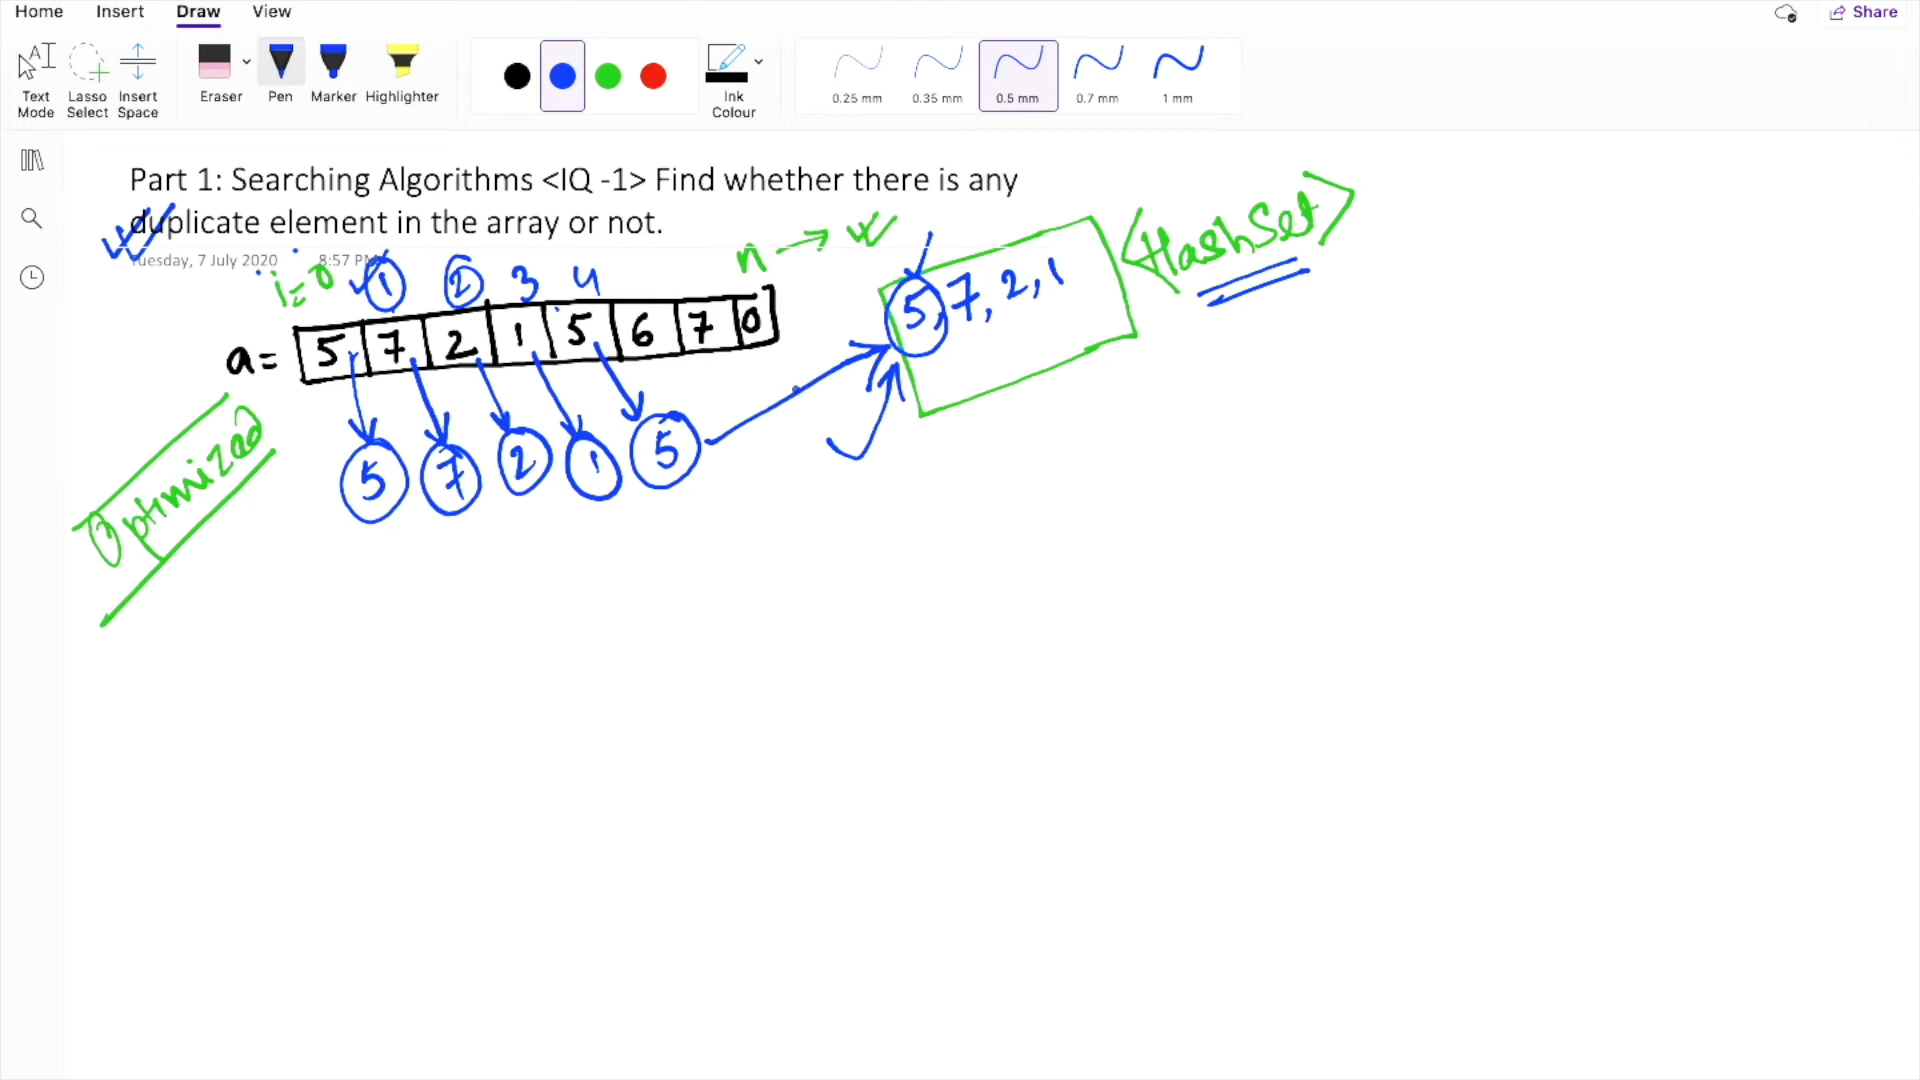 Home Insert Draw View Share
Text Mode Lasso Select Insert Space Eraser Pen Marker Highlighter Ink Colour 0.25 mm 0.35 mm 0.5 mm 0.7 mm 1 mm
Part 1: Searching Algorithms <IQ -1> Find whether there is any
duplicate element in the array or not.
Tuesday, 7 July 2020 8:57 PM
i=0 1 2 3 4
n →
<HashSet>
5, 7, 2, 1
a= 5 7 2 1 5 6 7 0
5 7 2 1 5
Optimized